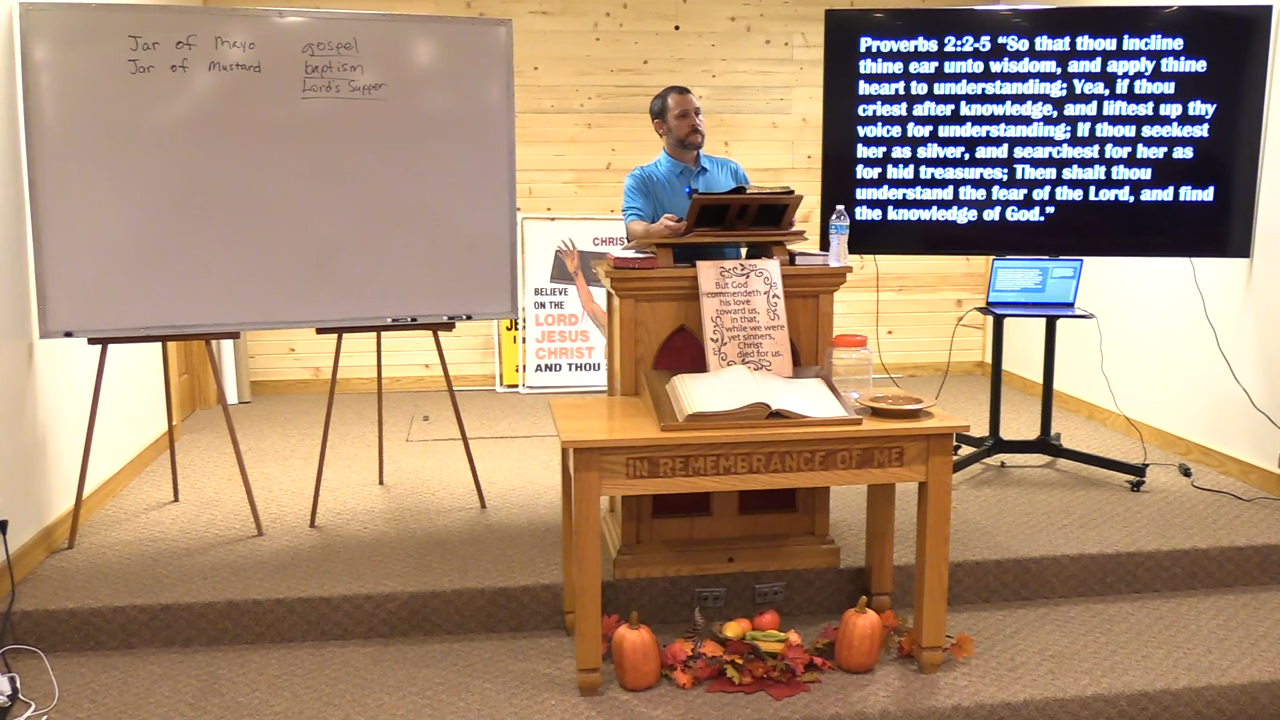 Jar of Mayo
Jar of Mustard
gospel
baptism
Lord's Supper
Proverbs 2:2-5 “So that thou incline
thine ear unto wisdom, and apply thine
heart to understanding; Yea, if thou
criest after knowledge, and liftest up thy
voice for understanding; If thou seekest
her as silver, and searchest for her as
for hid treasures; Then shalt thou
understand the fear of the Lord, and find
the knowledge of God.”
CHRIS
BELIEVE
ON THE
LORD
JESUS
CHRIST
AND THOU
But God
commendeth
his love
toward us,
in that,
while we were
yet sinners,
Christ
died for us.
IN REMEMBRANCE OF ME